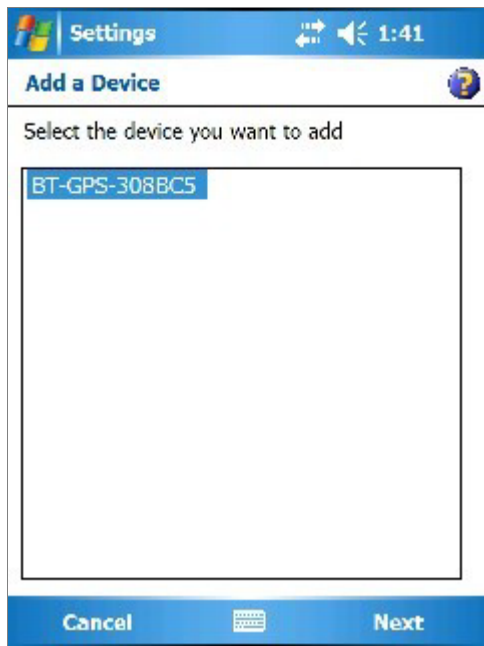 Settings 1:41
Add a Device
Select the device you want to add
BT-GPS-308BC5
Cancel Next